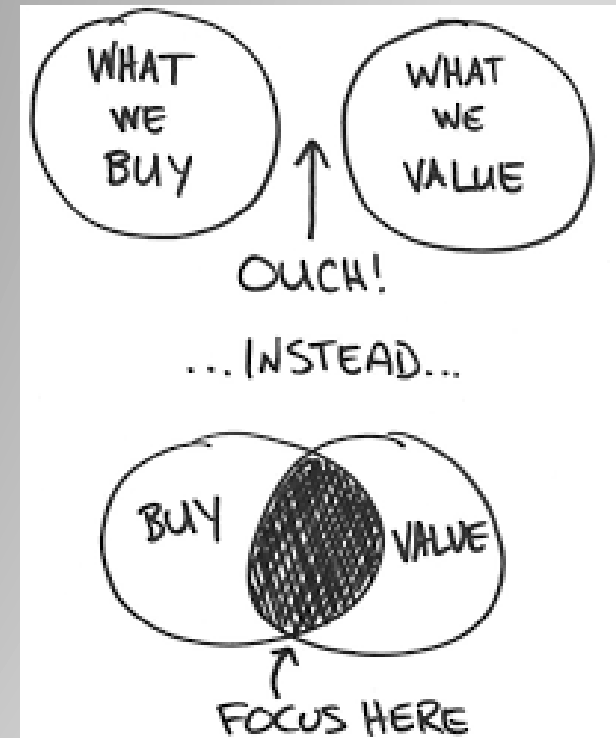 WHAT
WE
BUY
WHAT
WE
VALUE
OUCH!
...INSTEAD...
BUY
VALUE
FOCUS HERE